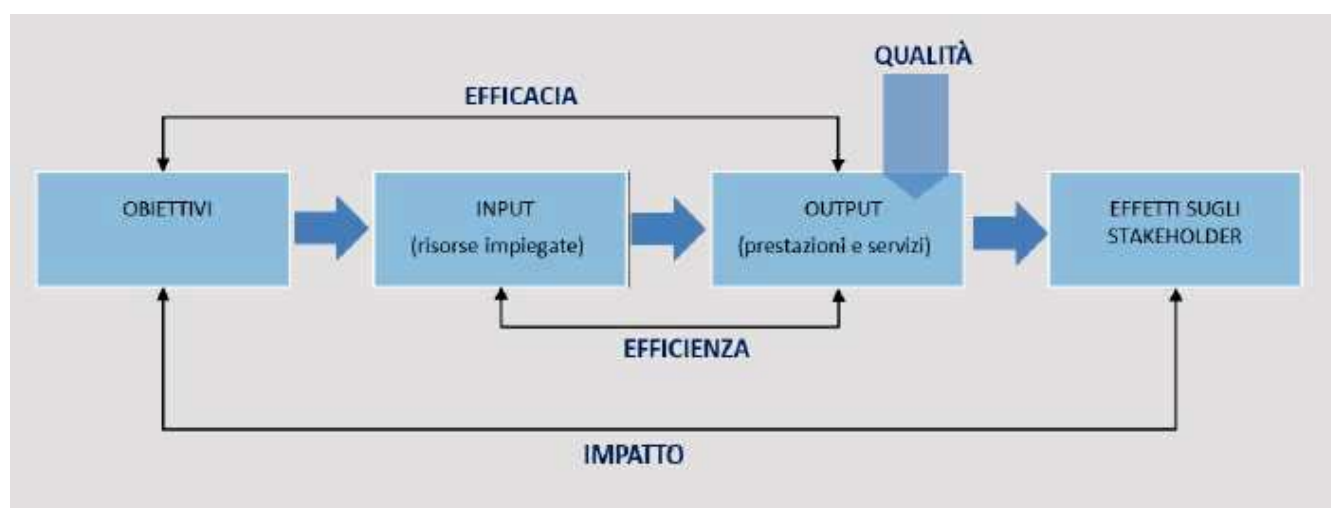 QUALITÀ
EFFICACIA
OBIETTIVI
INPUT
(risorse impiegate)
OUTPUT
(prestazioni e servizi)
EFFETTI SUGLI
STAKEHOLDER
EFFICIENZA
IMPATTO